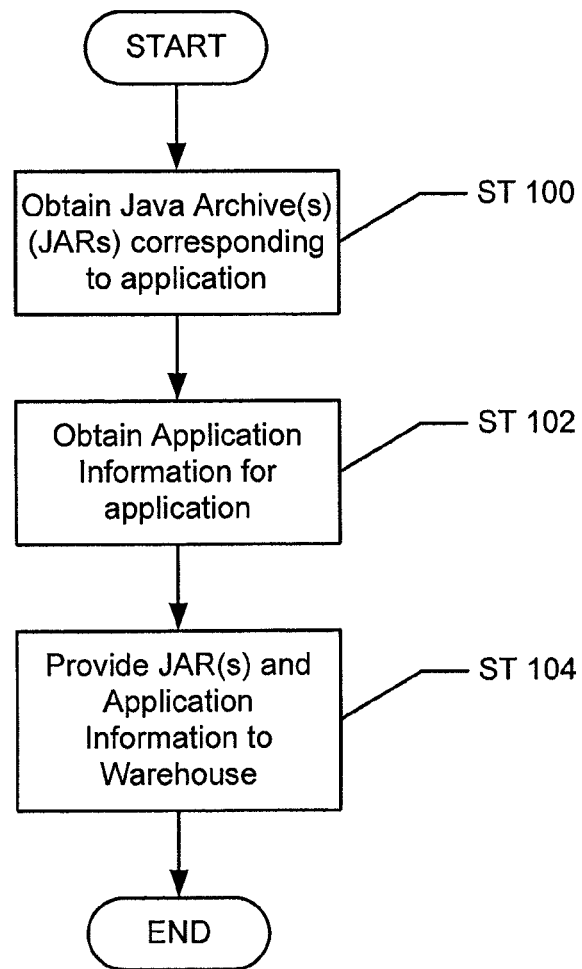 START
Obtain Java Archive(s)
(JARs) corresponding
to application
ST 100
Obtain Application
Information for
application
ST 102
Provide JAR(s) and
Application
Information to
Warehouse
ST 104
END